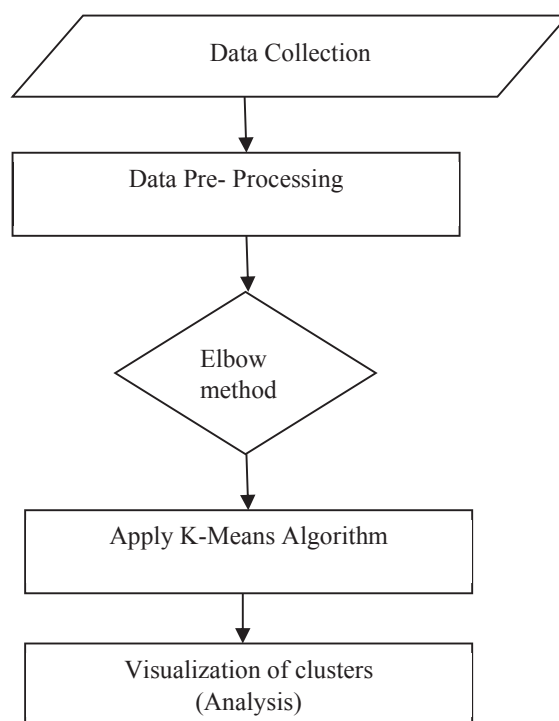 Data Collection
Data Pre- Processing
Elbow
method
Apply K-Means Algorithm
Visualization of clusters
(Analysis)